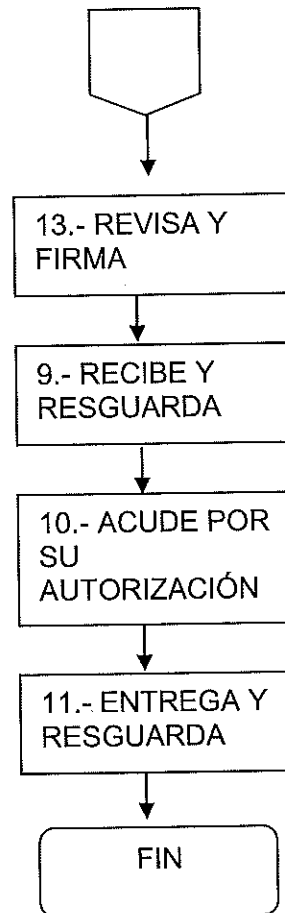 13.- REVISA Y
FIRMA
9.- RECIBE Y
RESGUARDA
10.- ACUDE POR
SU
AUTORIZACIÓN
11.- ENTREGA Y
RESGUARDA
FIN